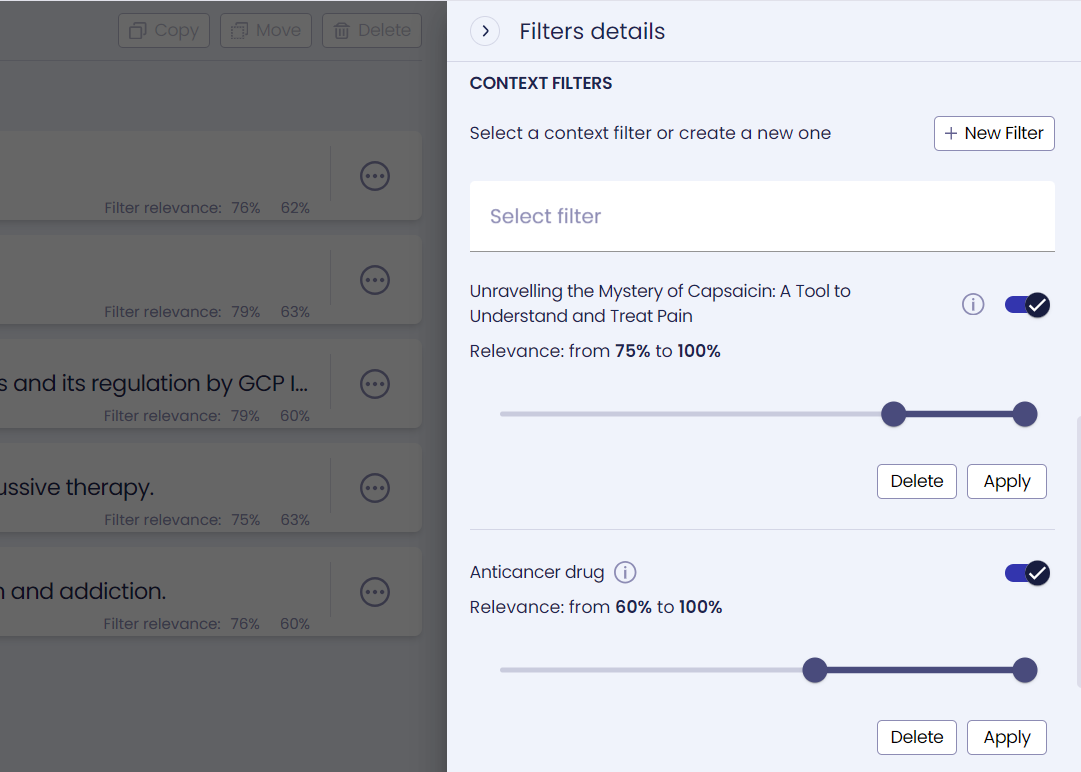 Copy Move Delete
Filter relevance: 76% 62%
Filter relevance: 79% 63%
s and its regulation by GCP I...
Filter relevance: 79% 60%
ussive therapy.
Filter relevance: 75% 63%
n and addiction.
Filter relevance: 76% 60%
Filters details
CONTEXT FILTERS
Select a context filter or create a new one
+ New Filter
Select filter
Unravelling the Mystery of Capsaicin: A Tool to
Understand and Treat Pain
Relevance: from 75% to 100%
Delete Apply
Anticancer drug
Relevance: from 60% to 100%
Delete Apply